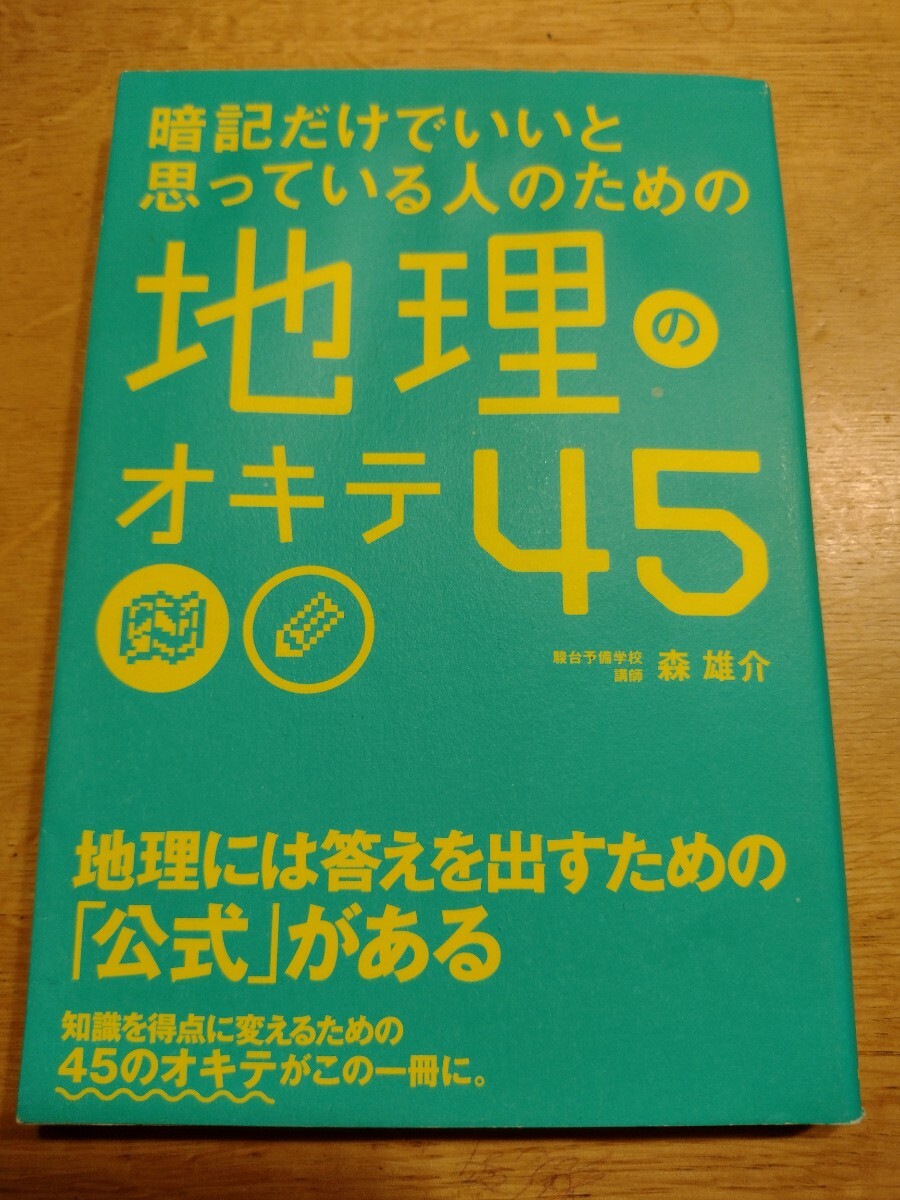 暗記だけでいいと
思っている人のための
地理の
オキテ45
駿台予備学校
講師 森 雄介
地理には答えを出すための
「公式」がある
知識を得点に変えるための
45のオキテがこの一冊に。